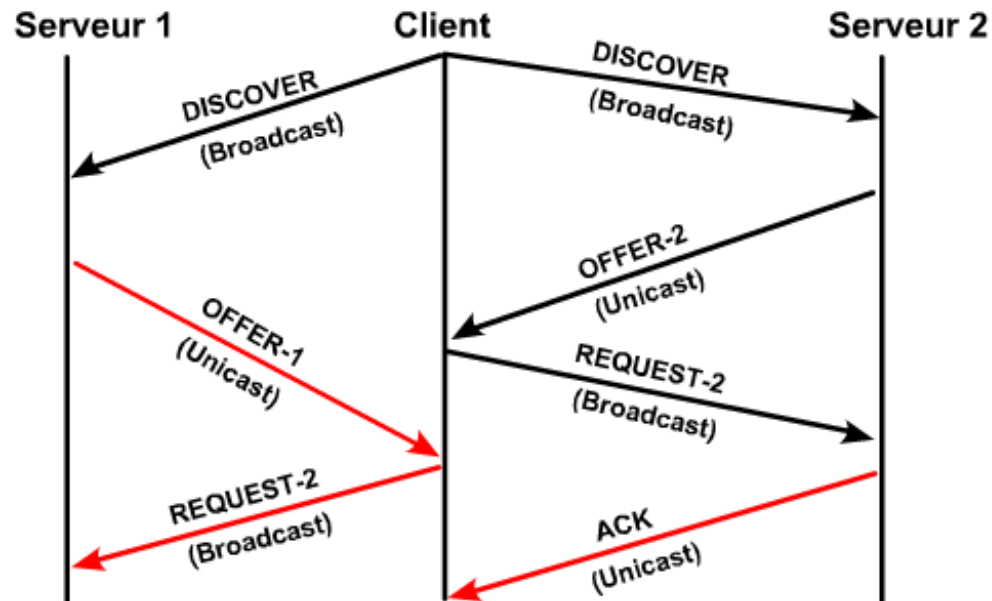 Serveur 1
Client
Serveur 2
DISCOVER
(Broadcast)
DISCOVER
(Broadcast)
OFFER-2
(Unicast)
OFFER-1
(Unicast)
REQUEST-2
(Broadcast)
REQUEST-2
(Broadcast)
ACK
(Unicast)